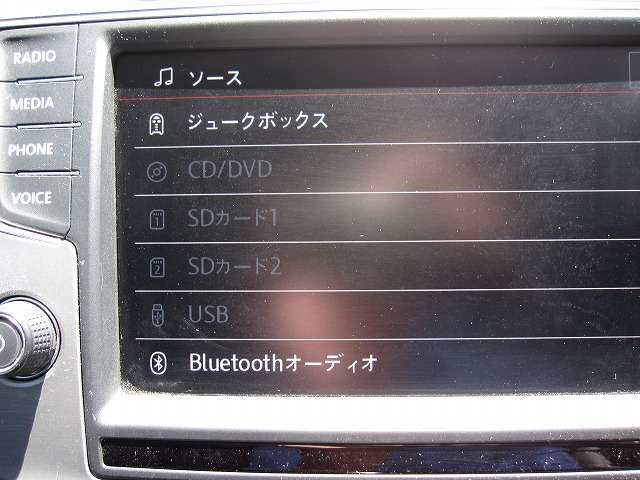 RADIO
MEDIA
PHONE
VOICE
ソース
ジュークボックス
CD/DVD
1 SDカード1
2 SDカード2
USB
Bluetoothオーディオ